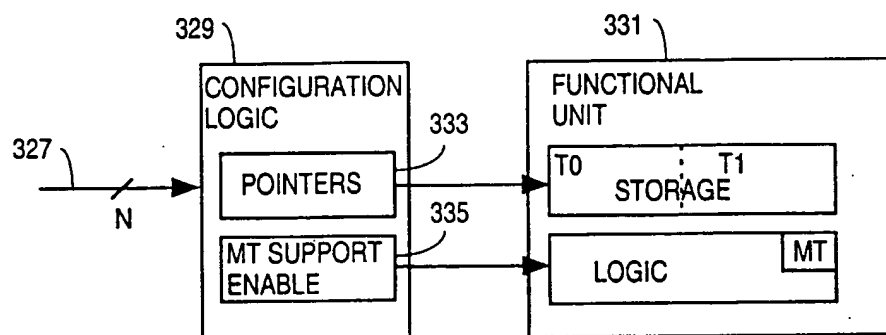 329
331
CONFIGURATION
LOGIC
FUNCTIONAL
UNIT
327
333
T0
T1
POINTERS
STORAGE
N
335
MT SUPPORT
ENABLE
MT
LOGIC